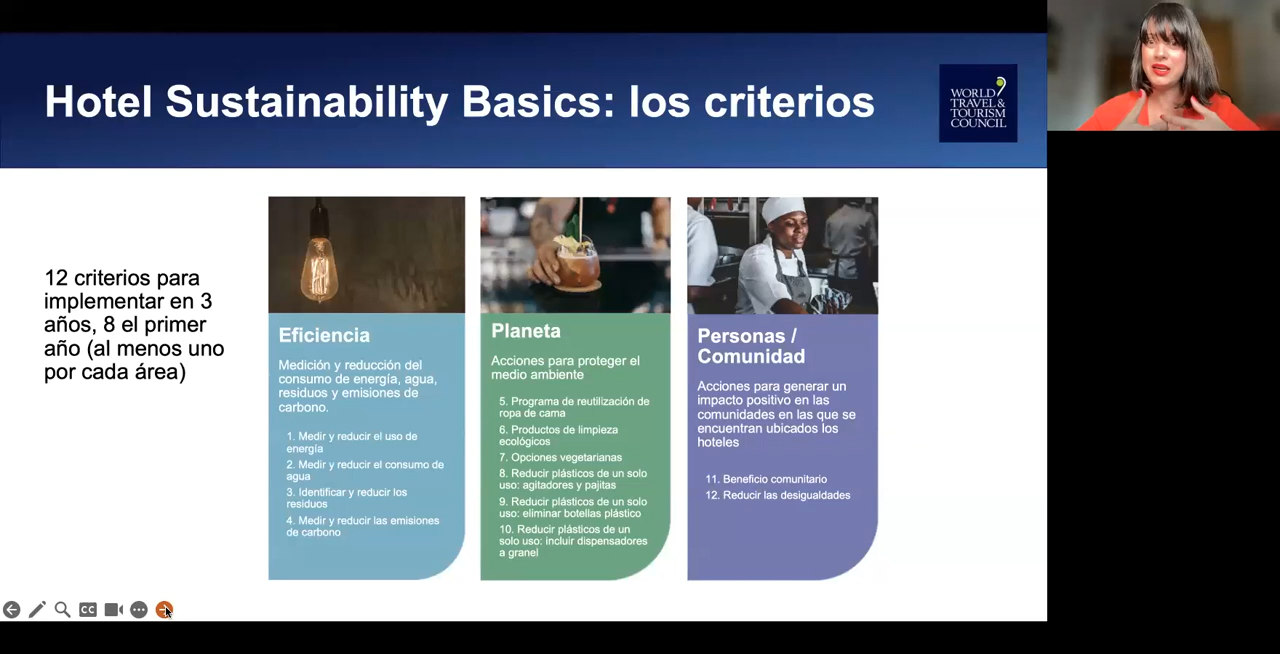 Hotel Sustainability Basics: los criterios
WORLD
TRAVEL &
TOURISM
COUNCIL
12 criterios para
implementar en 3
años, 8 el primer
año (al menos uno
por cada área)
Eficiencia
Medición y reducción del
consumo de energía, agua,
residuos y emisiones de
carbono.
1. Medir y reducir el uso de
energía
2. Medir y reducir el consumo de
agua
3. Identificar y reducir los
residuos
4. Medir y reducir las emisiones
de carbono
Planeta
Acciones para proteger el
medio ambiente
5. Programa de reutilización de
ropa de cama
6. Productos de limpieza
ecológicos
7. Opciones vegetarianas
8. Reducir plásticos de un solo
uso: agitadores y pajitas
9. Reducir plásticos de un solo
uso: eliminar botellas plástico
10. Reducir plásticos de un
solo uso: incluir dispensadores
a granel
Personas /
Comunidad
Acciones para generar un
impacto positivo en las
comunidades en las que se
encuentran ubicados los
hoteles
11. Beneficio comunitario
12. Reducir las desigualdades
CC